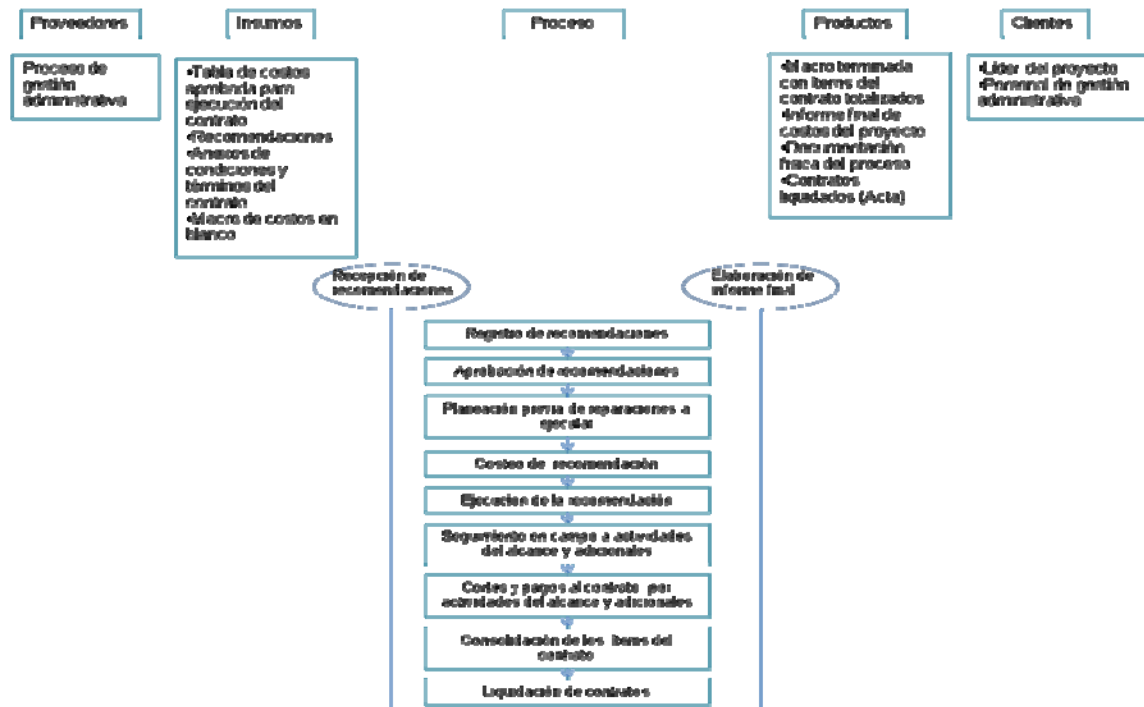 Proveedores
Insumos
Proceso
Productos
Clientes
Proceso de
gestión
administrativa
•Tabla de costos
aprobada para
ejecución del
contrato
•Recomendaciones
•Anexos de
condiciones y
términos del
contrato
•Macro de costos en
blanco
•Macro terminada
con ítems del
contrato totalizados
•Informe final de
costos del proyecto
•Documentación
física del proceso
•Contratos
liquidados (Acta)
•Líder del proyecto
•Personal de gestión
administrativa
Recepción de
recomendaciones
Elaboración de
informe final
Registro de recomendaciones
Aprobación de recomendaciones
Planeación previa de reparaciones a
ejecutar
Costeo de recomendación
Ejecucion de la recomendación
Seguimiento en campo a actividades
del alcance y adicionales
Cortes y pagos al contrato por
actividades del alcance y adicionales
Consolidación de los ítems del
contrato
Liquidación de contratos